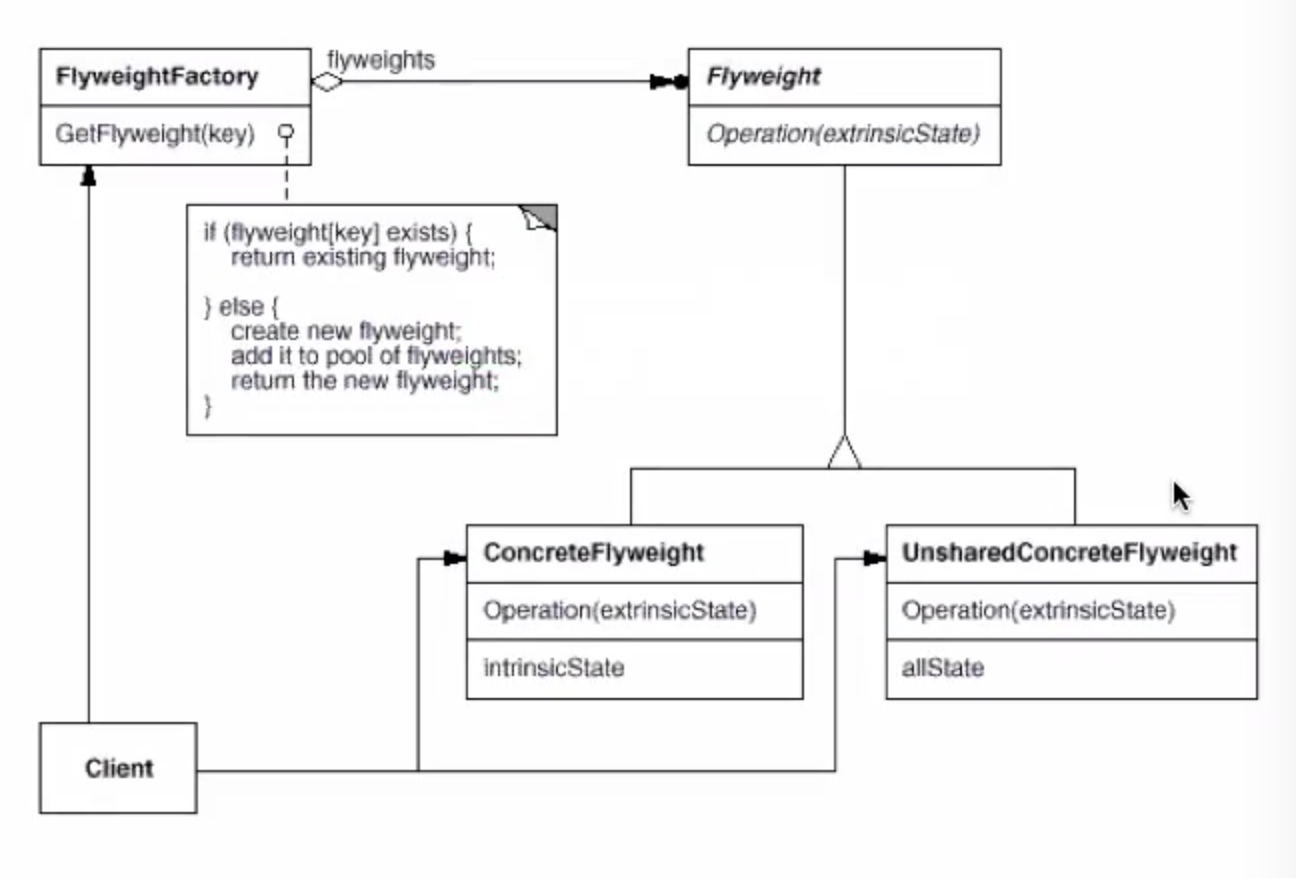 FlyweightFactory
flyweights
Flyweight
GetFlyweight(key)
Operation(extrinsicState)
if (flyweight[key] exists) {
return existing flyweight;
} else {
create new flyweight;
add it to pool of flyweights;
return the new flyweight;
}
ConcreteFlyweight
Operation(extrinsicState)
intrinsicState
UnsharedConcreteFlyweight
Operation(extrinsicState)
allState
Client